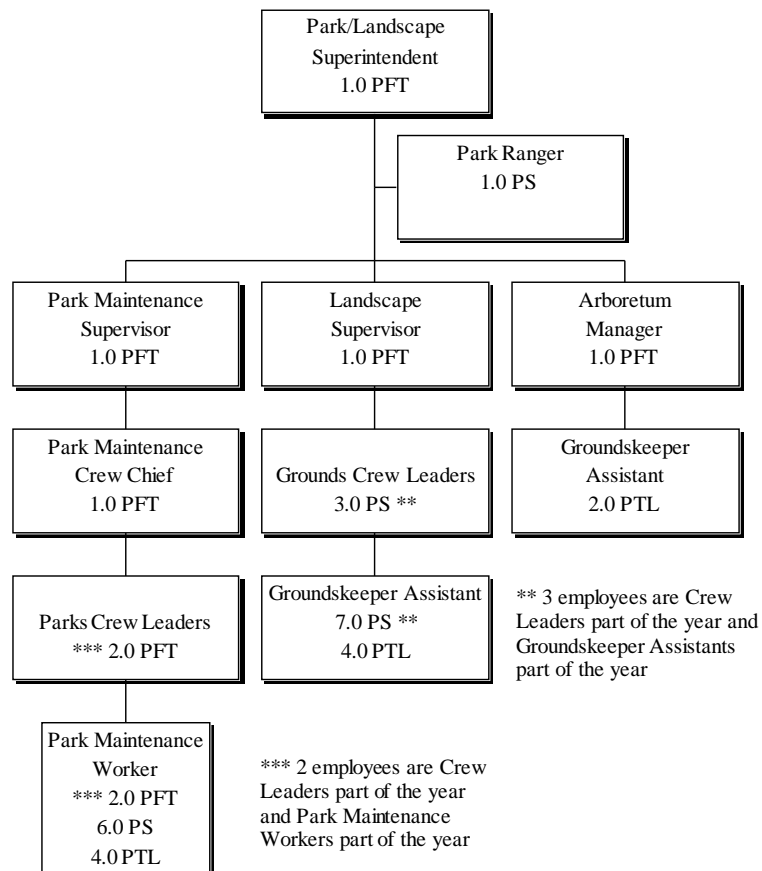 Park/Landscape
Superintendent
1.0 PFT
Park Ranger
1.0 PS
Park Maintenance
Supervisor
1.0 PFT
Landscape
Supervisor
1.0 PFT
Arboretum
Manager
1.0 PFT
Park Maintenance
Crew Chief
1.0 PFT
Grounds Crew Leaders
3.0 PS **
Groundskeeper
Assistant
2.0 PTL
Parks Crew Leaders
*** 2.0 PFT
Groundskeeper Assistant
7.0 PS **
4.0 PTL
** 3 employees are Crew
Leaders part of the year and
Groundskeeper Assistants
part of the year
Park Maintenance
Worker
*** 2.0 PFT
6.0 PS
4.0 PTL
*** 2 employees are Crew
Leaders part of the year
and Park Maintenance
Workers part of the year